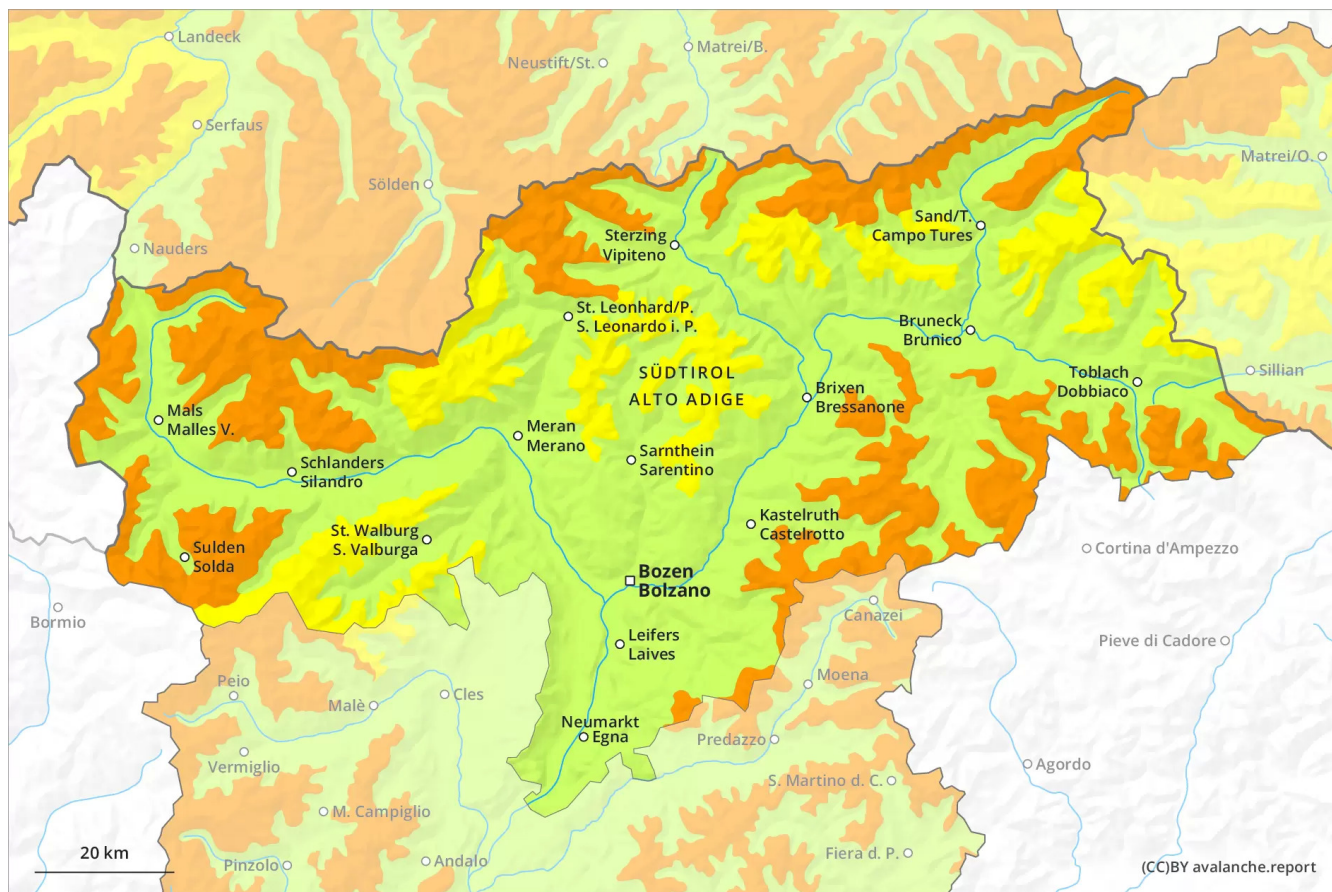 Landeck
Matrei/B.
Neustift/St.
Serfaus
Matrei/O.
Sölden
Sand/T.
Campo Tures
Sterzing
Vipiteno
Nauders
St. Leonhard/P.
S. Leonardo i. P.
Bruneck
Brunico
SÜDTIROL
ALTO ADIGE
Toblach
Dobbiaco
Sillian
Brixen
Bressanone
Mals
Malles V.
Meran
Merano
Sarnthein
Sarentino
Schlanders
Silandro
Kastelruth
Castelrotto
St. Walburg
S. Valburga
Sulden
Solda
Cortina d'Ampezzo
Bozen
Bolzano
Bormio
Canazei
Leifers
Laives
Pieve di Cadore
Peio
Moena
Malè
Cles
Neumarkt
Egna
Predazzo
Vermiglio
Agordo
S. Martino d. C.
M. Campiglio
20 km
Pinzolo
Andalo
Fiera d. P.
(CC)BY avalanche.report